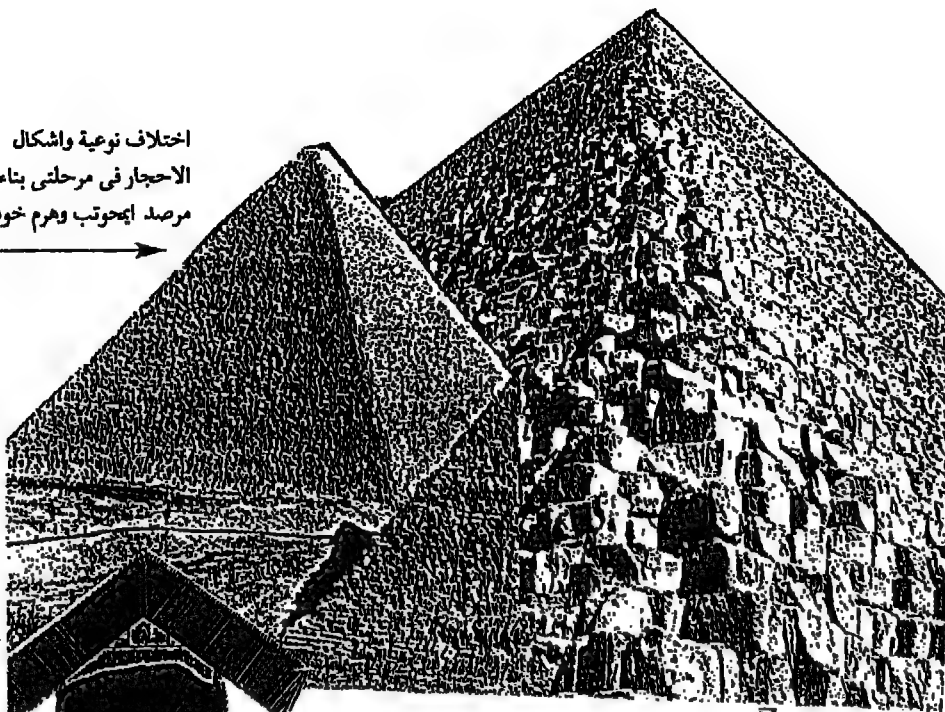 اختلاف نوعية واشكال
الاحجار فى مرحلتى بناء
مرصد ايمحوتب وهرم